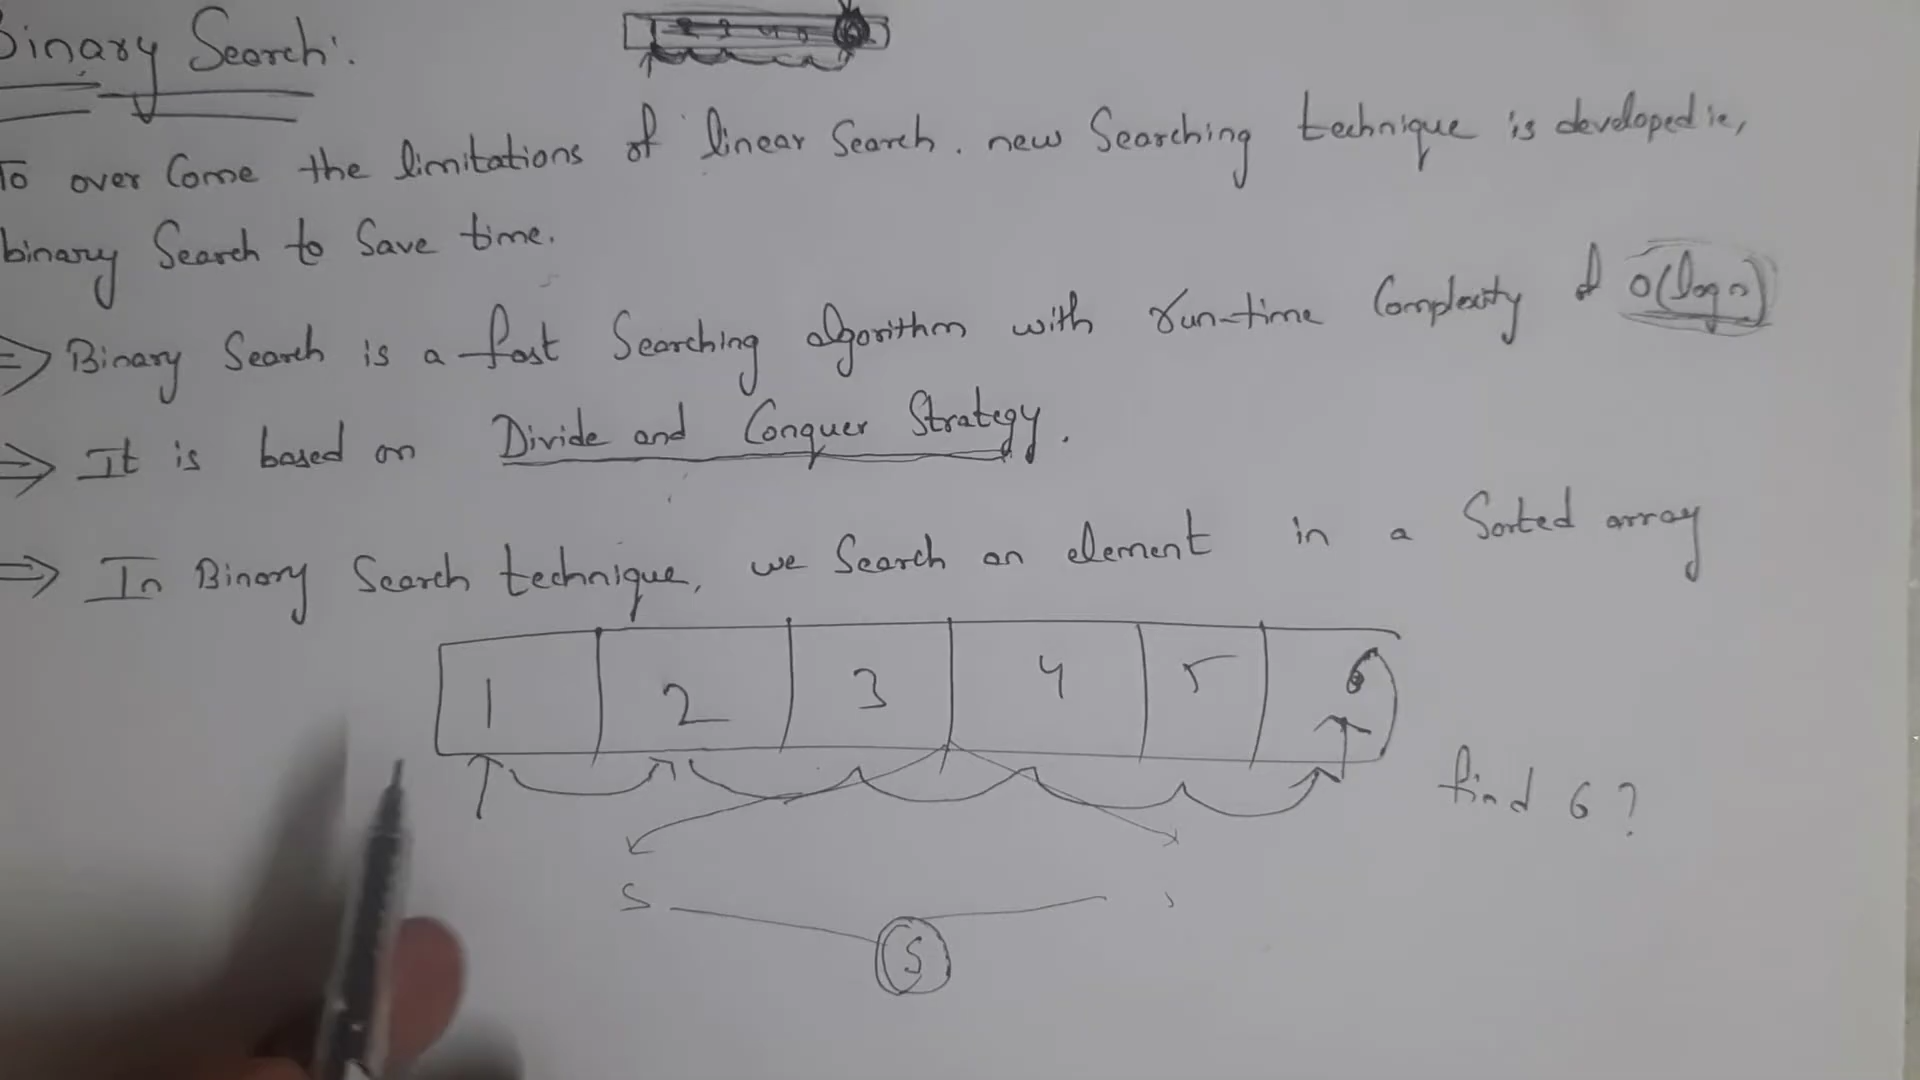 Binary Search:
To over Come the limitations of linear Search. new Searching technique is developed ie,
binary Search to Save time.
⇒ Binary Search is a fast Searching algorithm with run-time Complexity of O(log n)
⇒ It is based on Divide and Conquer Strategy.
⇒ In Binary Search technique, we Search an element in a Sorted array
1 2 3 4 5 6
find 6 ?
S
S